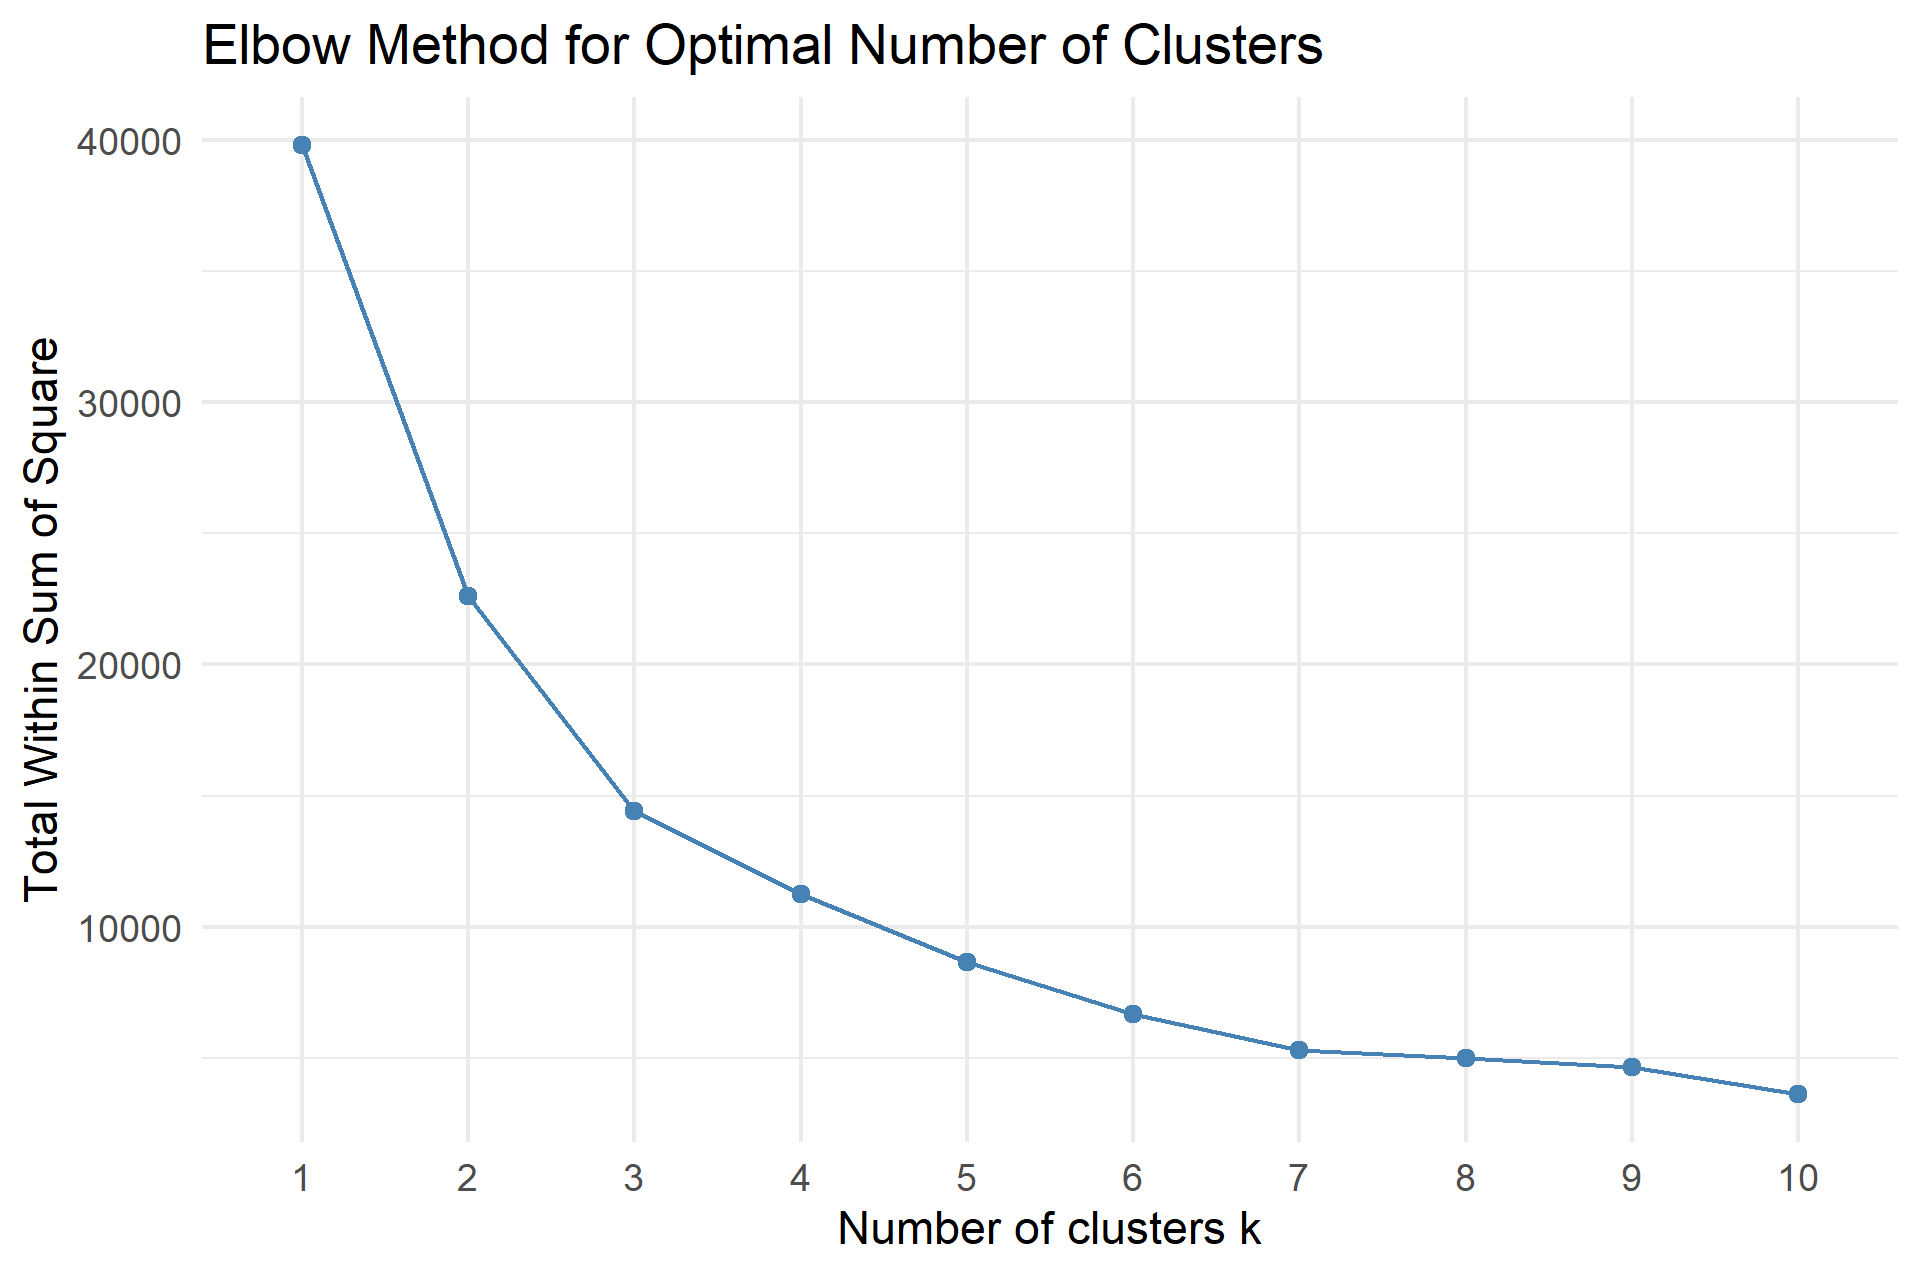 Elbow Method for Optimal Number of Clusters
Total Within Sum of Square
40000
30000
20000
10000
1 2 3 4 5 6 7 8 9 10
Number of clusters k